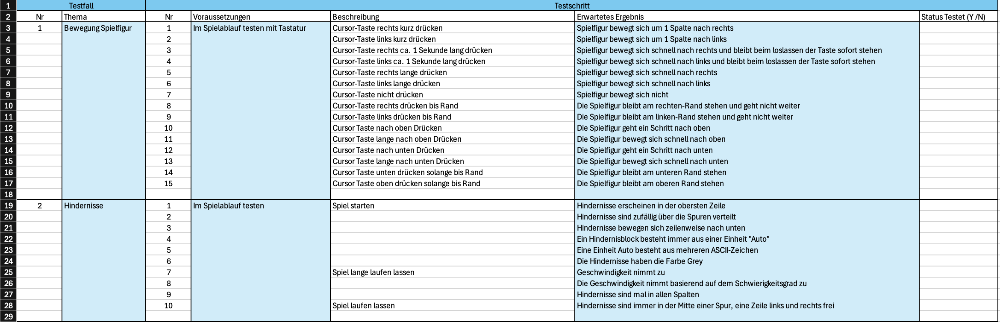 1 Testfall Testschritt
2 Nr Thema Nr Voraussetzungen Beschreibung Erwartetes Ergebnis Status Testet (Y /N)
3 1 Bewegung Spielfigur 1 Im Spielablauf testen mit Tastatur Cursor-Taste rechts kurz drücken Spielfigur bewegt sich um 1 Spalte nach rechts
4 2 Cursor-Taste links kurz drücken Spielfigur bewegt sich um 1 Spalte nach links
5 3 Cursor-Taste rechts ca. 1 Sekunde lang drücken Spielfigur bewegt sich schnell nach rechts und bleibt beim loslassen der Taste sofort stehen
6 4 Cursor-Taste links ca. 1 Sekunde lang drücken Spielfigur bewegt sich schnell nach links und bleibt beim loslassen der Taste sofort stehen
7 5 Cursor-Taste rechts lange drücken Spielfigur bewegt sich schnell nach rechts
8 6 Cursor-Taste links lange drücken Spielfigur bewegt sich schnell nach links
9 7 Cursor-Taste nicht drücken Spielfigur bewegt sich nicht
10 8 Cursor-Taste rechts drücken bis Rand Die Spielfigur bleibt am rechten-Rand stehen und geht nicht weiter
11 9 Cursor-Taste links drücken bis Rand Die Spielfigur bleibt am linken-Rand stehen und geht nicht weiter
12 10 Cursor Taste nach oben Drücken Die Spielfigur geht ein Schritt nach oben
13 11 Cursor Taste lange nach oben Drücken Die Spielfigur bewegt sich schnell nach oben
14 12 Cursor Taste nach unten Drücken Die Spielfigur geht ein Schritt nach unten
15 13 Cursor Taste lange nach unten Drücken Die Spielfigur bewegt sich schnell nach unten
16 14 Cursor Taste unten drücken solange bis Rand Die Spielfigur bleibt am unteren Rand stehen
17 15 Cursor Taste oben drücken solange bis Rand Die Spielfigur bleibt am oberen Rand stehen
18
19 2 Hindernisse 1 Im Spielablauf testen Spiel starten Hindernisse erscheinen in der obersten Zeile
20 2 Hindernisse sind zufällig über die Spuren verteilt
21 3 Hindernisse bewegen sich zeilenweise nach unten
22 4 Ein Hindernisblock besteht immer aus einer Einheit "Auto"
23 5 Eine Einheit Auto besteht aus mehreren ASCII-Zeichen
24 6 Die Hindernisse haben die Farbe Grey
25 7 Spiel lange laufen lassen Geschwindigkeit nimmt zu
26 8 Die Geschwindigkeit nimmt basierend auf dem Schwierigkeitsgrad zu
27 9 Hindernisse sind mal in allen Spalten
28 10 Spiel laufen lassen Hindernisse sind immer in der Mitte einer Spur, eine Zeile links und rechts frei
29